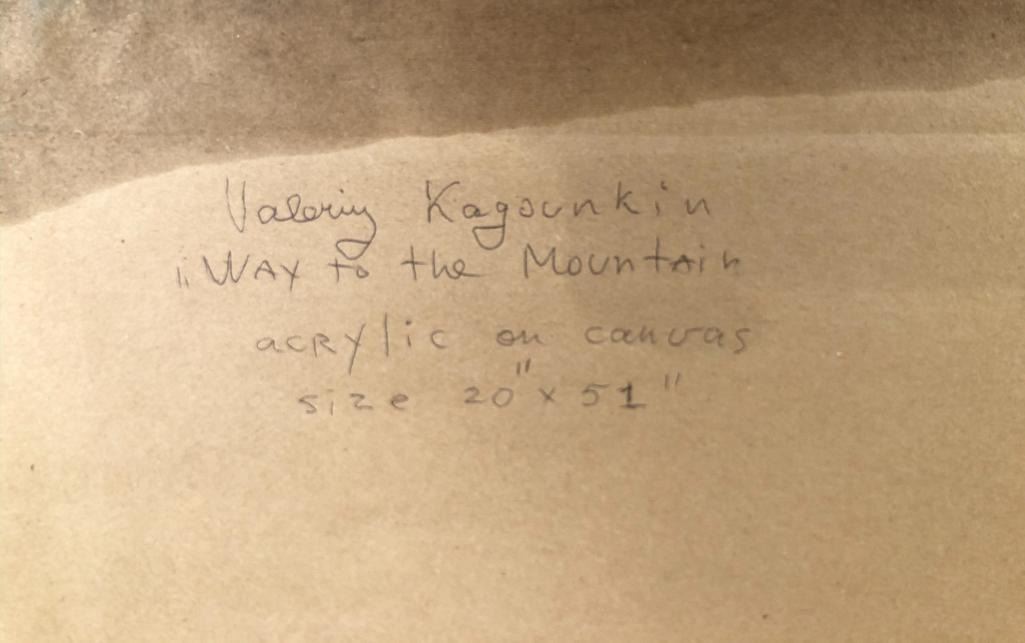 Valeriy Kagounkin
„Way to the Mountain
acrylic on canvas
size 20" x 51"